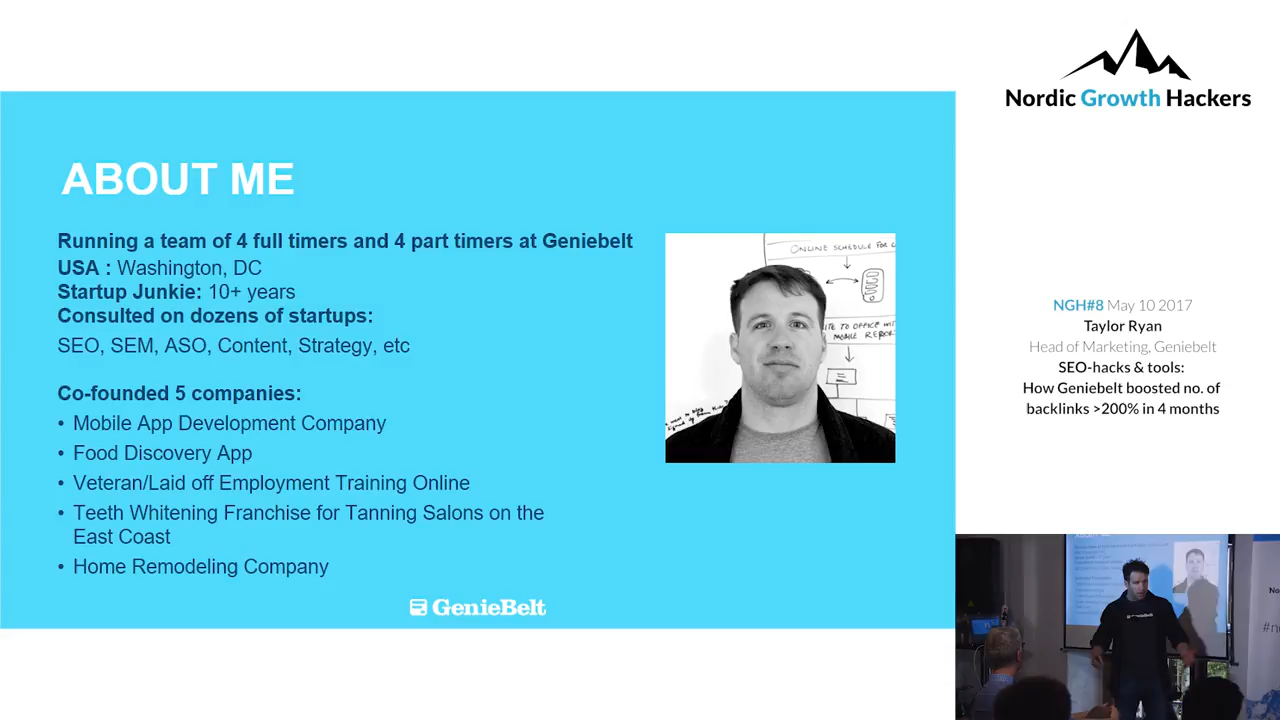 ABOUT ME
Running a team of 4 full timers and 4 part timers at Geniebelt
USA : Washington, DC
Startup Junkie: 10+ years
Consulted on dozens of startups:
SEO, SEM, ASO, Content, Strategy, etc
Co-founded 5 companies:
• Mobile App Development Company
• Food Discovery App
• Veteran/Laid off Employment Training Online
• Teeth Whitening Franchise for Tanning Salons on the
East Coast
• Home Remodeling Company
GenieBelt
ONLINE SCHEDULE FOR
Nordic Growth Hackers
NGH#8 May 10 2017
Taylor Ryan
Head of Marketing, Geniebelt
SEO-hacks & tools:
How Geniebelt boosted no. of
backlinks >200% in 4 months
GenieBelt